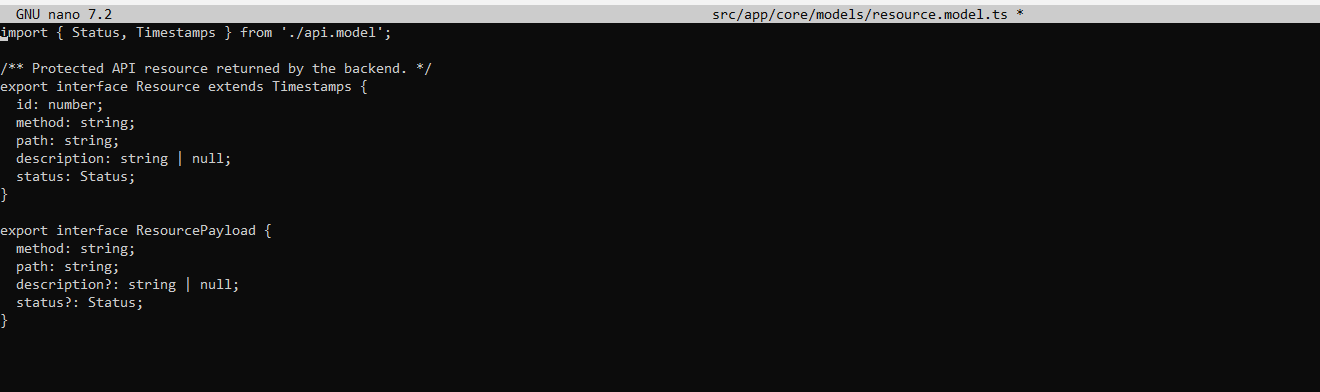 GNU nano 7.2 src/app/core/models/resource.model.ts *
import { Status, Timestamps } from './api.model';

/** Protected API resource returned by the backend. */
export interface Resource extends Timestamps {
  id: number;
  method: string;
  path: string;
  description: string | null;
  status: Status;
}

export interface ResourcePayload {
  method: string;
  path: string;
  description?: string | null;
  status?: Status;
}